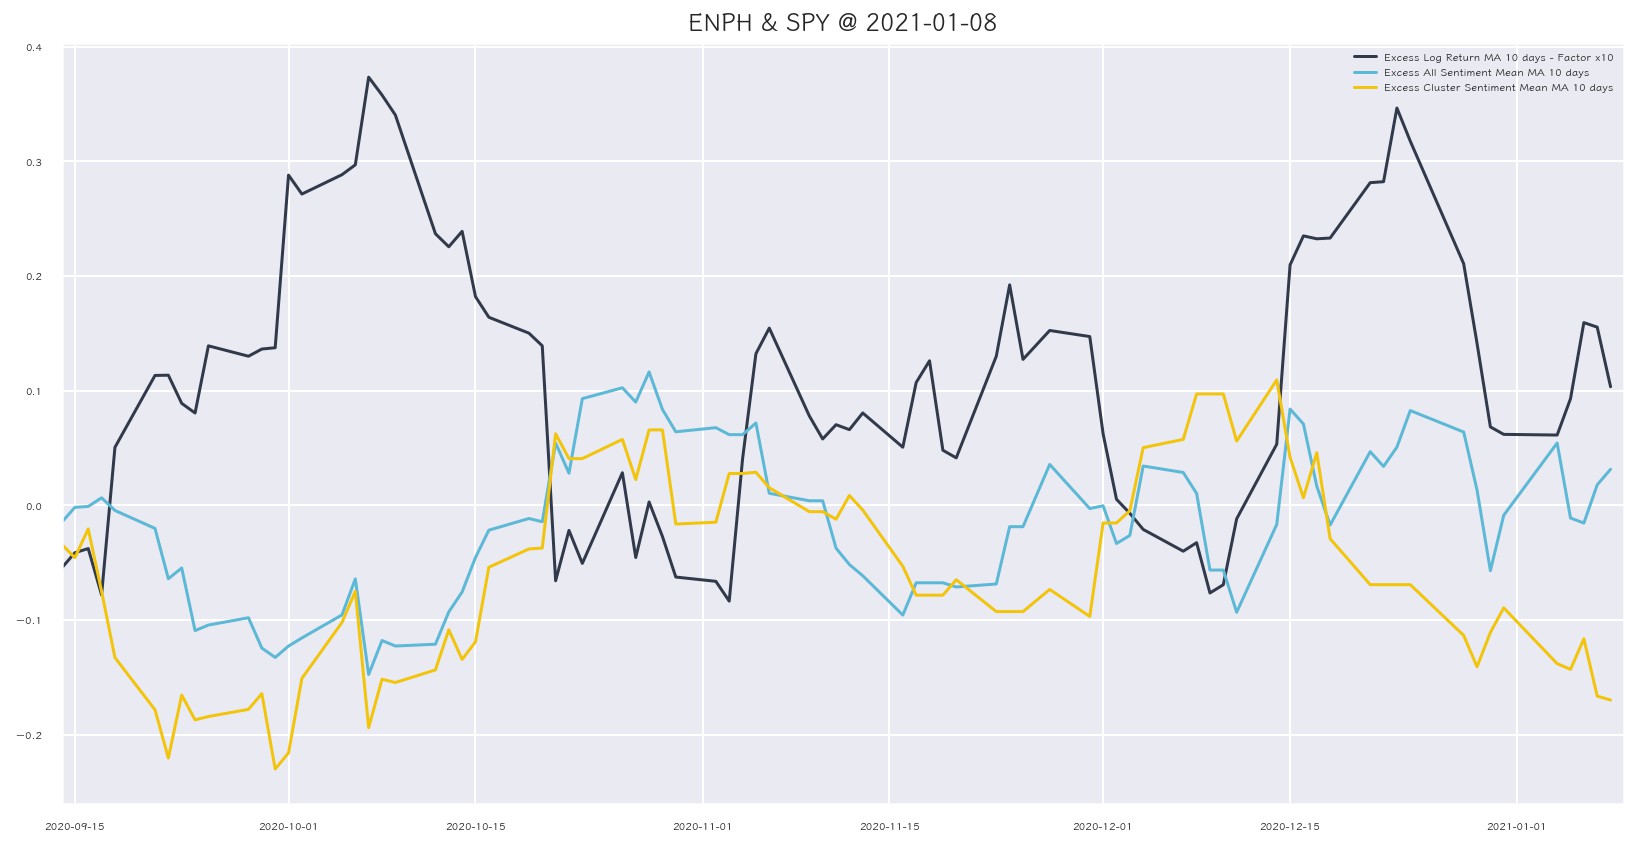 ENPH & SPY @ 2021-01-08
Excess Log Return MA 10 days - Factor x10
Excess All Sentiment Mean MA 10 days
Excess Cluster Sentiment Mean MA 10 days
0.4
0.3
0.2
0.1
0.0
−0.1
−0.2
2020-09-15 2020-10-01 2020-10-15 2020-11-01 2020-11-15 2020-12-01 2020-12-15 2021-01-01